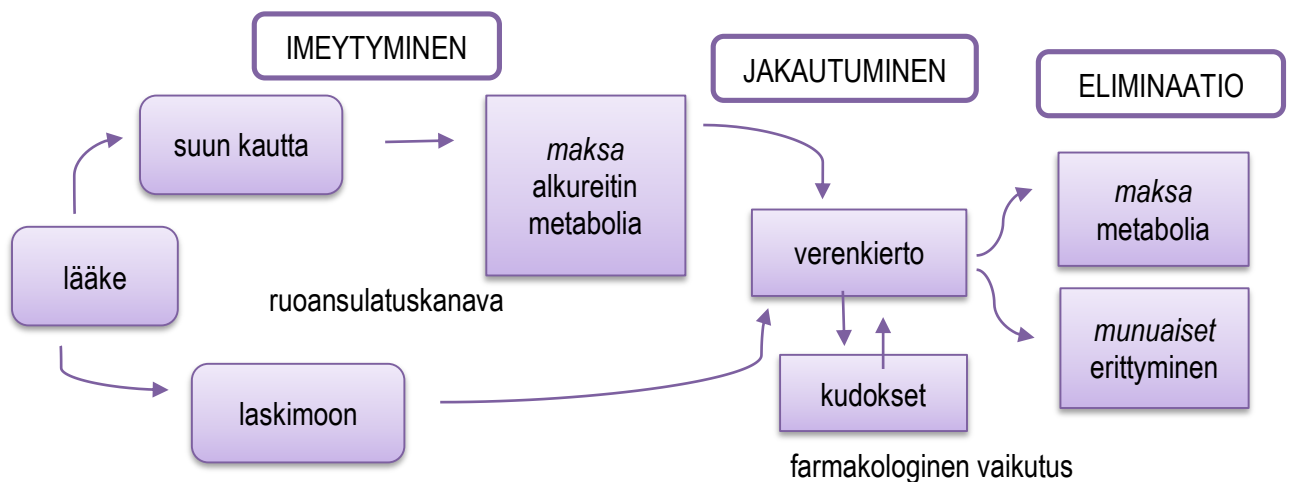 IMEYTYMINEN
JAKAUTUMINEN
ELIMINAATIO
lääke
suun kautta
maksa
alkureitin
metabolia
ruoansulatuskanava
laskimoon
verenkierto
kudokset
farmakologinen vaikutus
maksa
metabolia
munuaiset
erittyminen